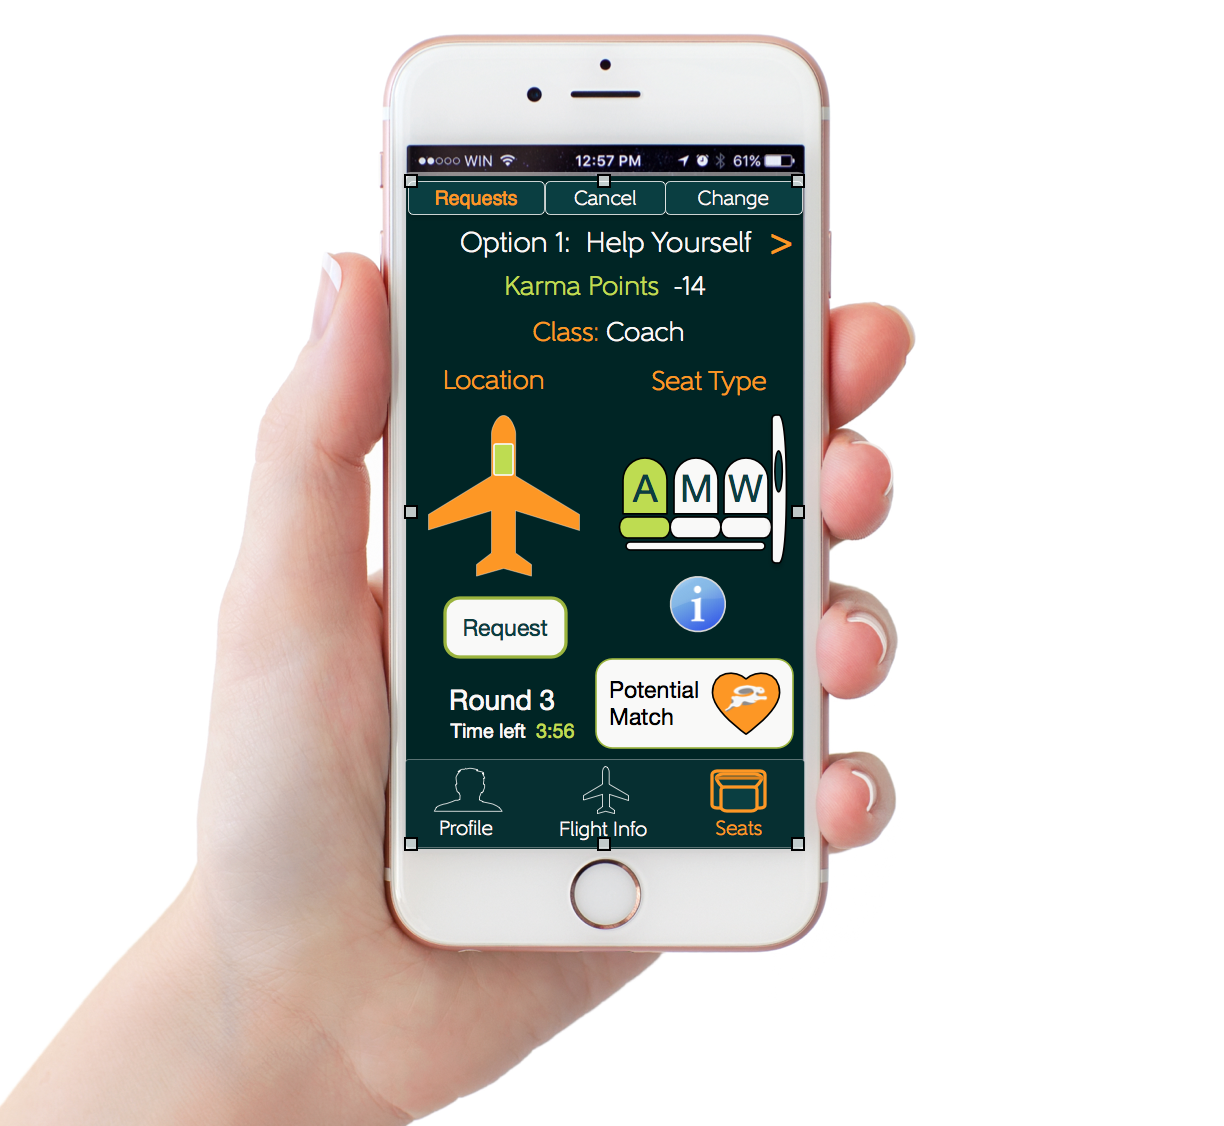 WIN 12:57 PM 61%
Requests Cancel Change
Option 1: Help Yourself >
Karma Points -14
Class: Coach
Location Seat Type
A M W
i
Request
Potential
Match
Round 3
Time left 3:56
Profile Flight Info Seats